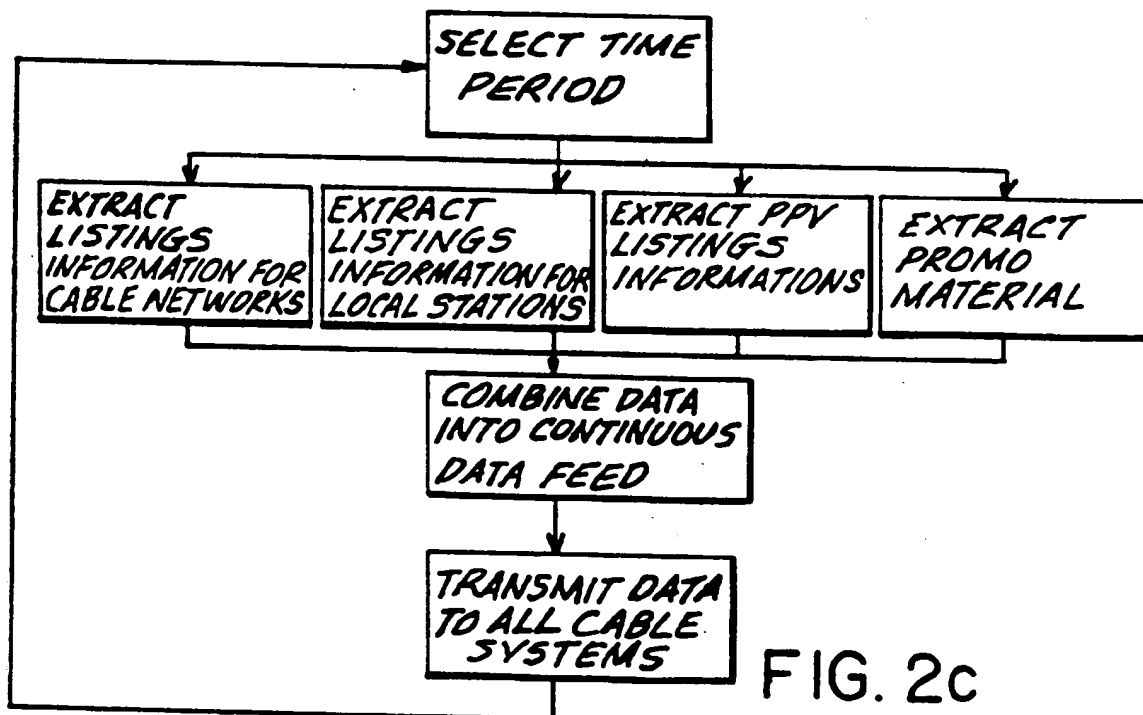 SELECT TIME
PERIOD
EXTRACT
LISTINGS
INFORMATION FOR
CABLE NETWORKS
EXTRACT
LISTINGS
INFORMATION FOR
LOCAL STATIONS
EXTRACT PPV
LISTINGS
INFORMATIONS
EXTRACT
PROMO
MATERIAL
COMBINE DATA
INTO CONTINUOUS
DATA FEED
TRANSMIT DATA
TO ALL CABLE
SYSTEMS
FIG. 2c